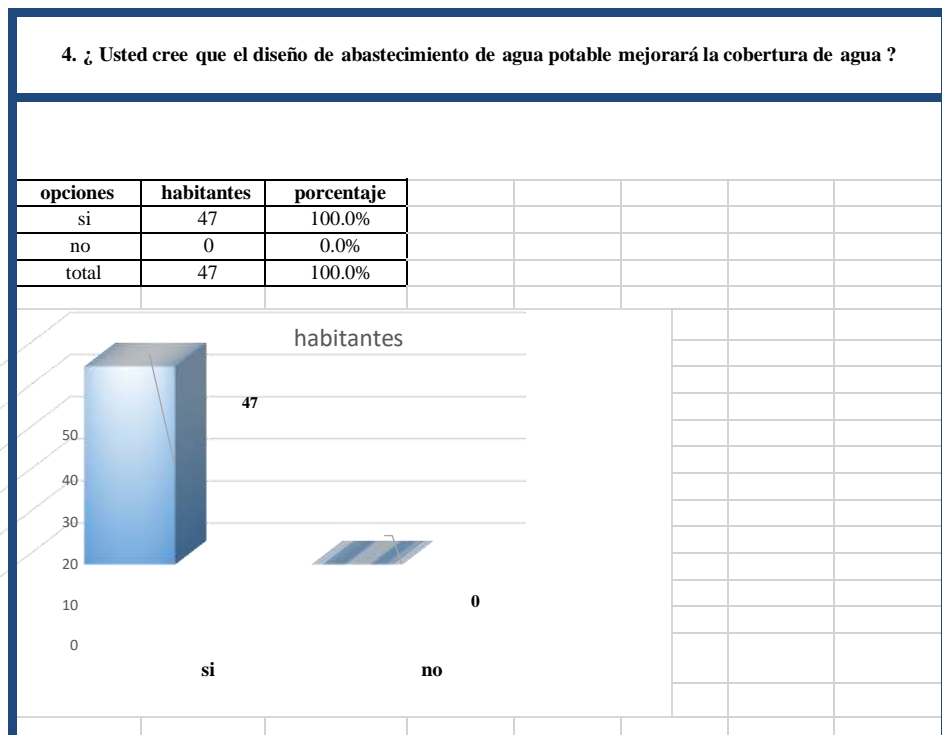 4. ¿ Usted cree que el diseño de abastecimiento de agua potable mejorará la cobertura de agua ?
opciones habitantes porcentaje
si 47 100.0%
no 0 0.0%
total 47 100.0%
habitantes
47
50
40
30
20
10
0
0
si no